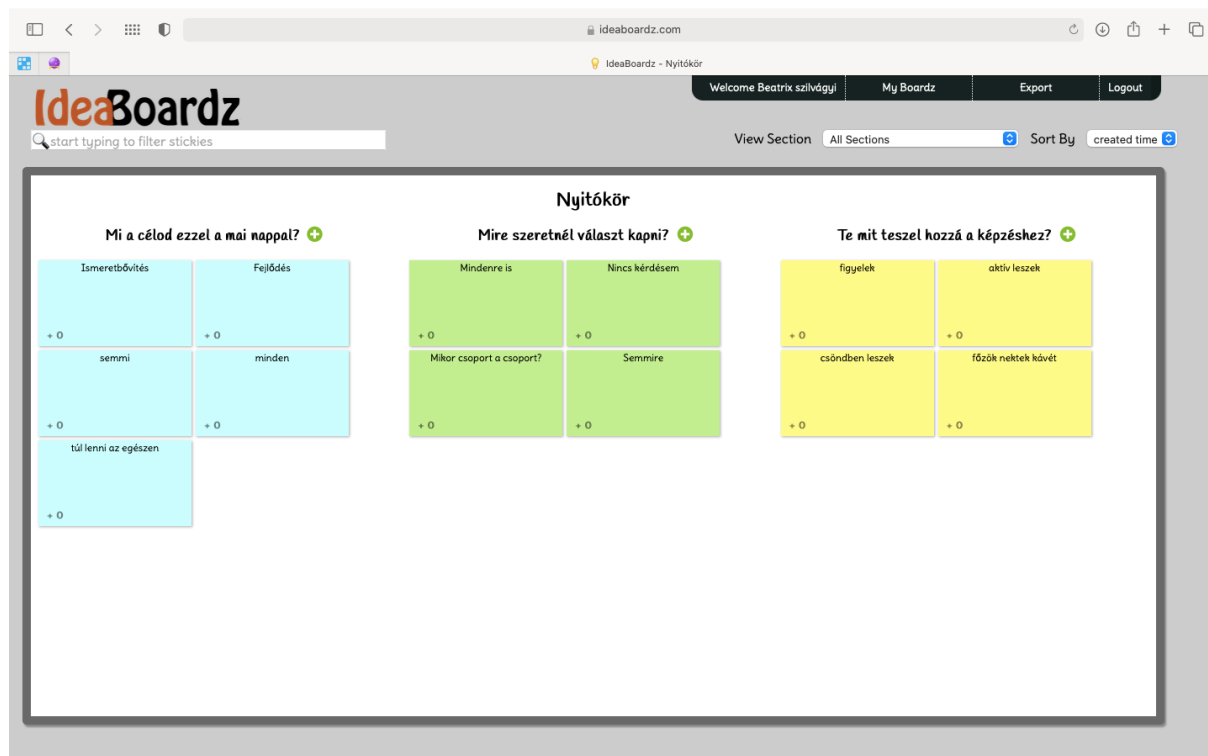 ideaboardz.com
IdeaBoardz - Nyitókör
IdeaBoardz
Welcome Beatrix szilvágyi
My Boardz
Export
Logout
start typing to filter stickies
View Section
All Sections
Sort By
created time
Nyitókör
Mi a célod ezzel a mai nappal?
Ismeretbővítés
+ 0
Fejlődés
+ 0
semmi
+ 0
minden
+ 0
túl lenni az egészen
+ 0
Mire szeretnél választ kapni?
Mindenre is
+ 0
Nincs kérdésem
+ 0
Mikor csoport a csoport?
+ 0
Semmire
+ 0
Te mit teszel hozzá a képzéshez?
figyelek
+ 0
aktív leszek
+ 0
csöndben leszek
+ 0
főzök nektek kávét
+ 0